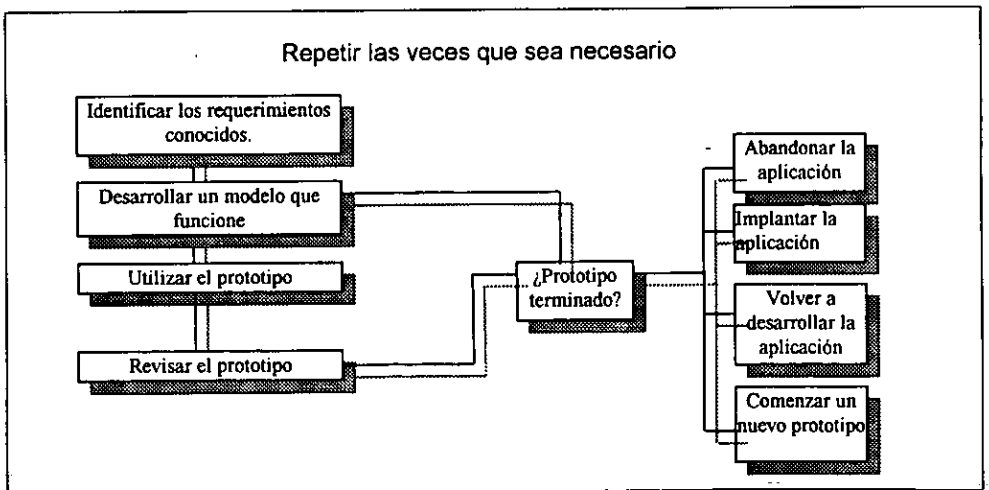 Repetir las veces que sea necesario
Identificar los requerimientos
conocidos.
Desarrollar un modelo que
funcione
Utilizar el prototipo
Revisar el prototipo
¿Prototipo
terminado?
Abandonar la
aplicación
Implantar la
aplicación
Volver a
desarrollar la
aplicación
Comenzar un
nuevo prototipo